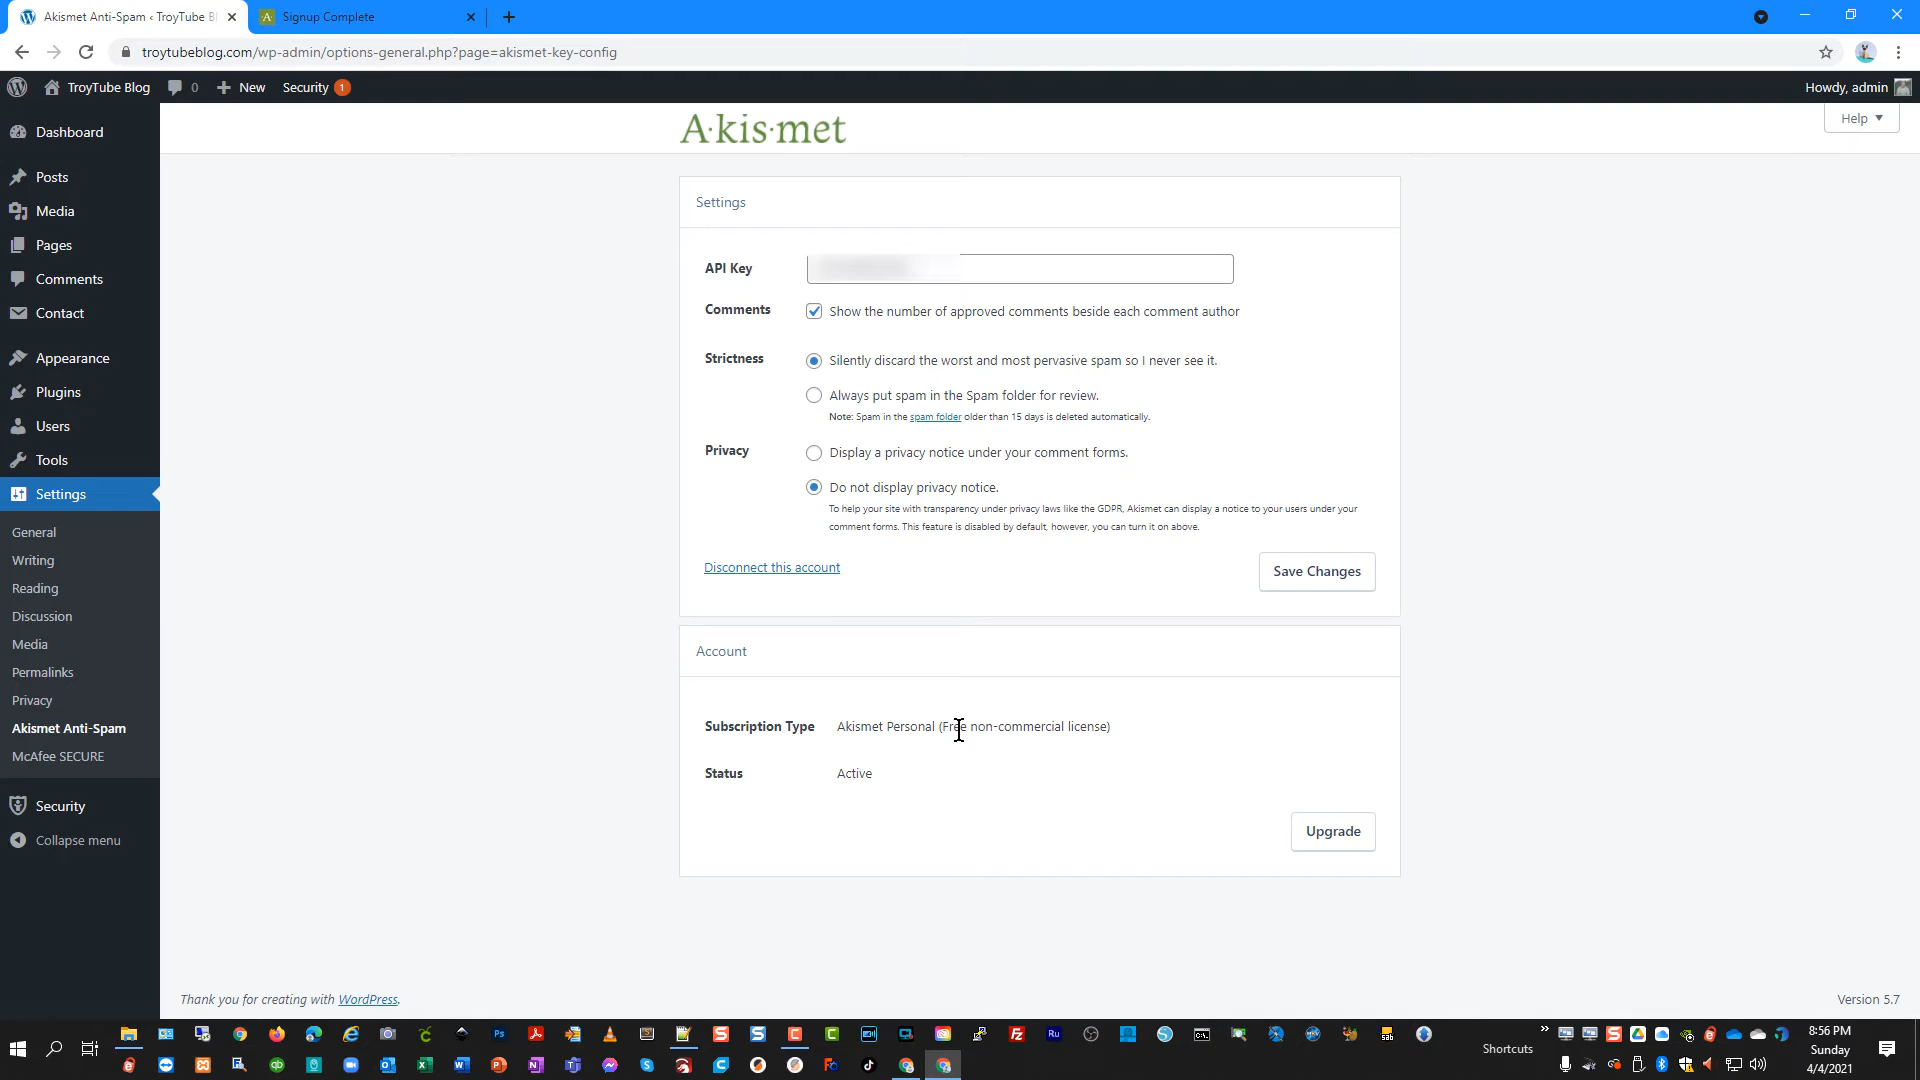 Akismet Anti-Spam ‹ TroyTube Bl
Signup Complete
troytubeblog.com/wp-admin/options-general.php?page=akismet-key-config
TroyTube Blog
0
New
Security
1
Howdy, admin
A·kis·met
Help ▼
Dashboard
Posts
Media
Pages
Comments
Contact
Appearance
Plugins
Users
Tools
Settings
General
Writing
Reading
Discussion
Media
Permalinks
Privacy
Akismet Anti-Spam
McAfee SECURE
Security
Collapse menu
Settings
API Key
Comments
Show the number of approved comments beside each comment author
Strictness
Silently discard the worst and most pervasive spam so I never see it.
Always put spam in the Spam folder for review.
Note: Spam in the spam folder older than 15 days is deleted automatically.
Privacy
Display a privacy notice under your comment forms.
Do not display privacy notice.
To help your site with transparency under privacy laws like the GDPR, Akismet can display a notice to your users under your
comment forms. This feature is disabled by default, however, you can turn it on above.
Disconnect this account
Save Changes
Account
Subscription Type
Akismet Personal (Free non-commercial license)
Status
Active
Upgrade
Thank you for creating with WordPress.
Version 5.7
Shortcuts
8:56 PM
Sunday
4/4/2021